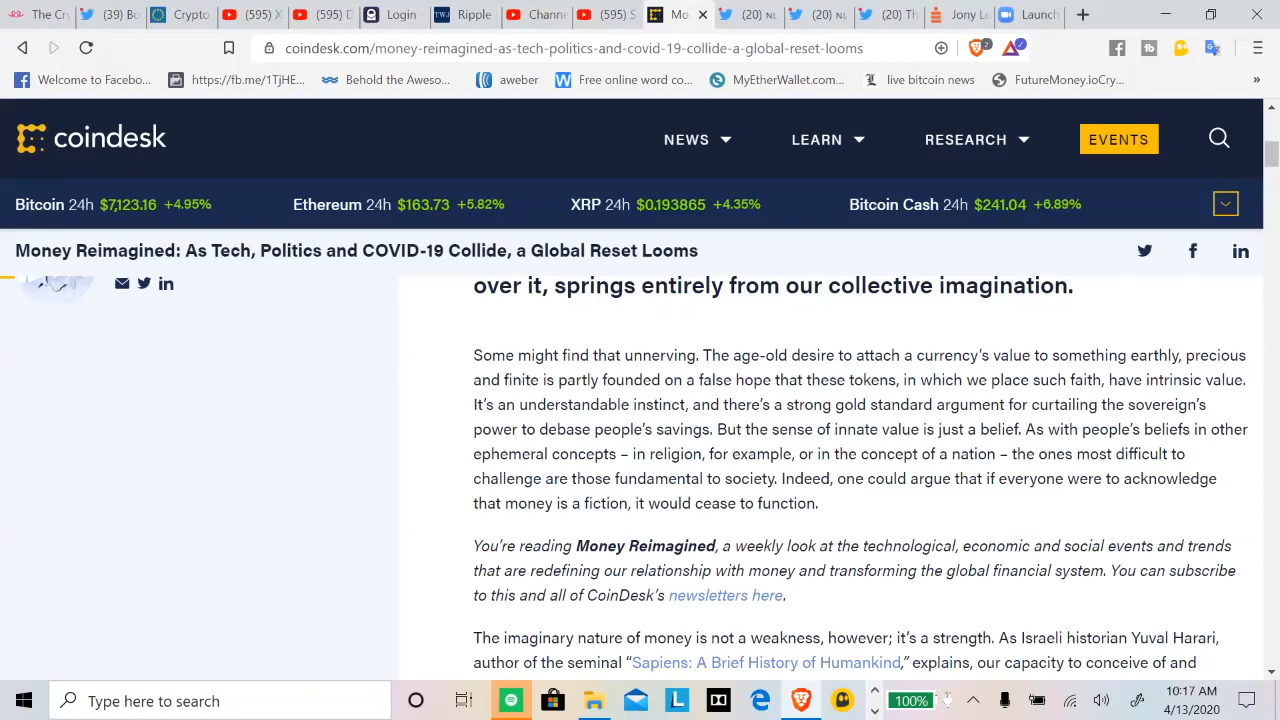 The Cr
(39) Bo
Crypto
(595) X
(595) D
Login
TWJ
Ripple
Channe
(595) S
Mo
(20) NL
(20) NL
(20) Th
Jony Le
Launch
coindesk.com/money-reimagined-as-tech-politics-and-covid-19-collide-a-global-reset-looms
2
Welcome to Facebo...
https://fb.me/1TjHE...
Behold the Aweso...
aweber
Free online word co...
MyEtherWallet.com...
live bitcoin news
FutureMoney.ioCry...
coindesk
NEWS
LEARN
RESEARCH
EVENTS
Bitcoin 24h $7,123.16 +4.95%
Ethereum 24h $163.73 +5.82%
XRP 24h $0.193865 +4.35%
Bitcoin Cash 24h $241.04 +6.89%
Money Reimagined: As Tech, Politics and COVID-19 Collide, a Global Reset Looms
over it, springs entirely from our collective imagination.
Some might find that unnerving. The age-old desire to attach a currency's value to something earthly, precious
and finite is partly founded on a false hope that these tokens, in which we place such faith, have intrinsic value.
It's an understandable instinct, and there's a strong gold standard argument for curtailing the sovereign's
power to debase people's savings. But the sense of innate value is just a belief. As with people's beliefs in other
ephemeral concepts – in religion, for example, or in the concept of a nation – the ones most difficult to
challenge are those fundamental to society. Indeed, one could argue that if everyone were to acknowledge
that money is a fiction, it would cease to function.
You're reading Money Reimagined, a weekly look at the technological, economic and social events and trends
that are redefining our relationship with money and transforming the global financial system. You can subscribe
to this and all of CoinDesk's newsletters here.
The imaginary nature of money is not a weakness, however; it's a strength. As Israeli historian Yuval Harari,
author of the seminal “Sapiens: A Brief History of Humankind,” explains, our capacity to conceive of and
Type here to search
100%
10:17 AM
4/13/2020